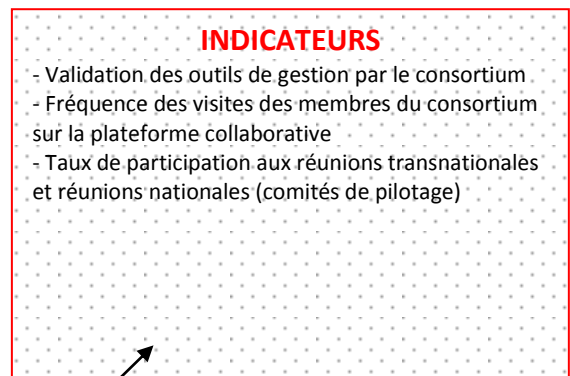 INDICATEURS
- Validation des outils de gestion par le consortium
- Fréquence des visites des membres du consortium
sur la plateforme collaborative
- Taux de participation aux réunions transnationales
et réunions nationales (comités de pilotage)